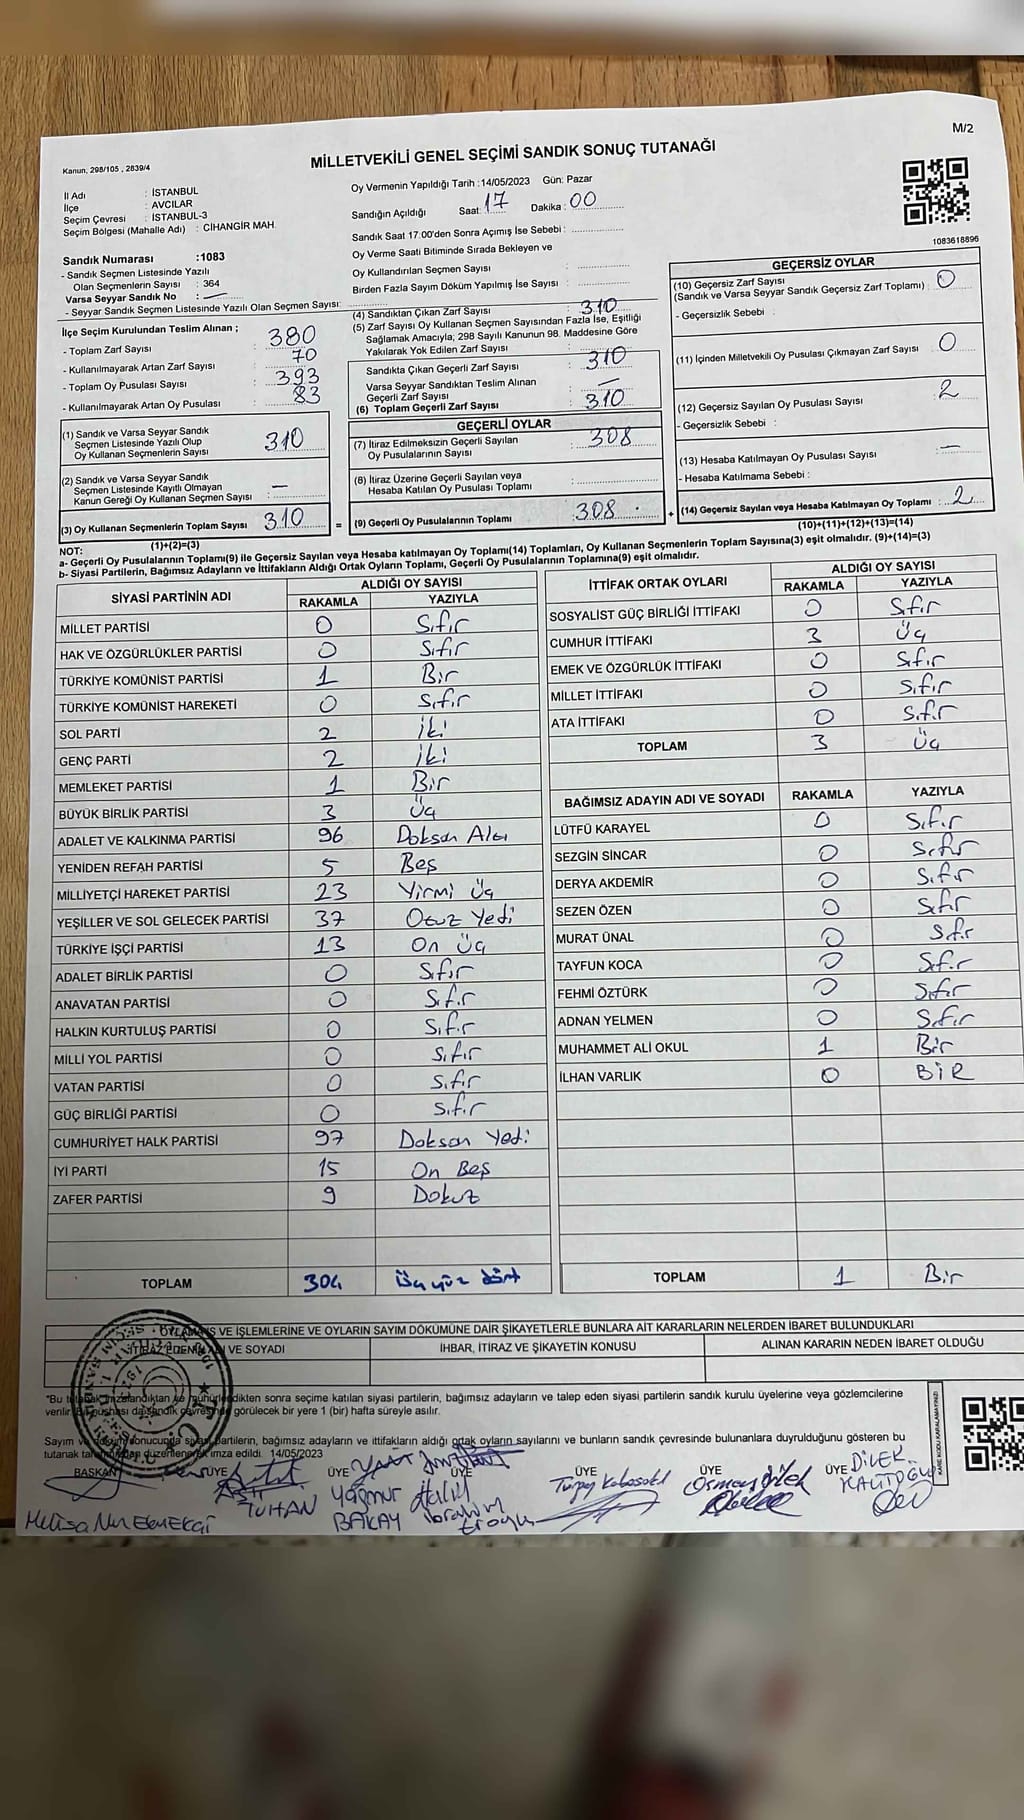 M/2
Kanun, 298/105 , 2839/4
MİLLETVEKİLİ GENEL SEÇİMİ SANDIK SONUÇ TUTANAĞI
İl Adı : İSTANBUL
İlçe : AVCILAR
Seçim Çevresi : İSTANBUL-3
Seçim Bölgesi (Mahalle Adı) : CİHANGİR MAH.
Sandık Numarası :1083
- Sandık Seçmen Listesinde Yazılı
Olan Seçmenlerin Sayısı : 364
Varsa Seyyar Sandık No : —
- Seyyar Sandık Seçmen Listesinde Yazılı Olan Seçmen Sayısı:
Oy Vermenin Yapıldığı Tarih :14/05/2023 Gün: Pazar
Sandığın Açıldığı Saat 17 Dakika : 00
Sandık Saat 17:00'den Sonra Açımış İse Sebebi :
Oy Verme Saati Bitiminde Sırada Bekleyen ve
Oy Kullandırılan Seçmen Sayısı :
Birden Fazla Sayım Döküm Yapılmış İse Sayısı :
1083618896
İlçe Seçim Kurulundan Teslim Alınan ;
- Toplam Zarf Sayısı : 380
- Kullanılmayarak Artan Zarf Sayısı : 70
- Toplam Oy Pusulası Sayısı : 393
- Kullanılmayarak Artan Oy Pusulası : 83
(1) Sandık ve Varsa Seyyar Sandık
Seçmen Listesinde Yazılı Olup
Oy Kullanan Seçmenlerin Sayısı : 310
(2) Sandık ve Varsa Seyyar Sandık
Seçmen Listesinde Kayıtlı Olmayan
Kanun Gereği Oy Kullanan Seçmen Sayısı : —
(3) Oy Kullanan Seçmenlerin Toplam Sayısı 310
(1)+(2)=(3)
(4) Sandıktan Çıkan Zarf Sayısı : 310
(5) Zarf Sayısı Oy Kullanan Seçmen Sayısından Fazla İse, Eşitliği
Sağlamak Amacıyla, 298 Sayılı Kanunun 98. Maddesine Göre
Yakılarak Yok Edilen Zarf Sayısı :
Sandıkta Çıkan Geçerli Zarf Sayısı : 310
Varsa Seyyar Sandıktan Teslim Alınan
Geçerli Zarf Sayısı : —
(6) Toplam Geçerli Zarf Sayısı : 310
GEÇERLİ OYLAR
(7) İtiraz Edilmeksizin Geçerli Sayılan
Oy Pusulalarının Sayısı : 308
(8) İtiraz Üzerine Geçerli Sayılan veya
Hesaba Katılan Oy Pusulası Toplamı :
= (9) Geçerli Oy Pusulalarının Toplamı : 308
GEÇERSİZ OYLAR
(10) Geçersiz Zarf Sayısı
(Sandık ve Varsa Seyyar Sandık Geçersiz Zarf Toplamı) : 0
- Geçersizlik Sebebi :
(11) İçinden Milletvekili Oy Pusulası Çıkmayan Zarf Sayısı : 0
(12) Geçersiz Sayılan Oy Pusulası Sayısı : 2
- Geçersizlik Sebebi :
(13) Hesaba Katılmayan Oy Pusulası Sayısı : —
- Hesaba Katılmama Sebebi :
+ (14) Geçersiz Sayılan veya Hesaba Katılmayan Oy Toplamı : 2
(10)+(11)+(12)+(13)=(14)
NOT:
a- Geçerli Oy Pusulalarının Toplamı(9) ile Geçersiz Sayılan veya Hesaba katılmayan Oy Toplamı(14) Toplamları, Oy Kullanan Seçmenlerin Toplam Sayısına(3) eşit olmalıdır. (9)+(14)=(3)
b- Siyasi Partilerin, Bağımsız Adayların ve İttifakların Aldığı Ortak Oyların Toplamı, Geçerli Oy Pusulalarının Toplamına(9) eşit olmalıdır.
SİYASİ PARTİNİN ADI ALDIĞI OY SAYISI
RAKAMLA YAZIYLA
MİLLET PARTİSİ 0 Sıfır
HAK VE ÖZGÜRLÜKLER PARTİSİ 0 Sıfır
TÜRKİYE KOMÜNİST PARTİSİ 1 Bir
TÜRKİYE KOMÜNİST HAREKETİ 0 Sıfır
SOL PARTİ 2 İki
GENÇ PARTİ 2 İki
MEMLEKET PARTİSİ 1 Bir
BÜYÜK BİRLİK PARTİSİ 3 Üç
ADALET VE KALKINMA PARTİSİ 96 Doksan Altı
YENİDEN REFAH PARTİSİ 5 Beş
MİLLİYETÇİ HAREKET PARTİSİ 23 Yirmi Üç
YEŞİLLER VE SOL GELECEK PARTİSİ 37 Otuz Yedi
TÜRKİYE İŞÇİ PARTİSİ 13 On Üç
ADALET BİRLİK PARTİSİ 0 Sıfır
ANAVATAN PARTİSİ 0 Sıfır
HALKIN KURTULUŞ PARTİSİ 0 Sıfır
MİLLİ YOL PARTİSİ 0 Sıfır
VATAN PARTİSİ 0 Sıfır
GÜÇ BİRLİĞİ PARTİSİ 0 Sıfır
CUMHURİYET HALK PARTİSİ 97 Doksan Yedi
İYİ PARTİ 15 On Beş
ZAFER PARTİSİ 9 Dokuz
TOPLAM 304 Üç yüz dört
İTTİFAK ORTAK OYLARI ALDIĞI OY SAYISI
RAKAMLA YAZIYLA
SOSYALİST GÜÇ BİRLİĞİ İTTİFAKI 0 Sıfır
CUMHUR İTTİFAKI 3 Üç
EMEK VE ÖZGÜRLÜK İTTİFAKI 0 Sıfır
MİLLET İTTİFAKI 0 Sıfır
ATA İTTİFAKI 0 Sıfır
TOPLAM 3 Üç
BAĞIMSIZ ADAYIN ADI VE SOYADI RAKAMLA YAZIYLA
LÜTFÜ KARAYEL 0 Sıfır
SEZGİN SİNCAR 0 Sıfır
DERYA AKDEMİR 0 Sıfır
SEZEN ÖZEN 0 Sıfır
MURAT ÜNAL 0 Sıfır
TAYFUN KOCA 0 Sıfır
FEHMİ ÖZTÜRK 0 Sıfır
ADNAN YELMEN 0 Sıfır
MUHAMMET ALİ OKUL 1 Bir
İLHAN VARLIK 0 BİR
TOPLAM 1 Bir
OYLAMA İŞ VE İŞLEMLERİNE VE OYLARIN SAYIM DÖKÜMÜNE DAİR ŞİKAYETLERLE BUNLARA AİT KARARLARIN NELERDEN İBARET BULUNDUKLARI
İTİRAZ EDENİN ADI VE SOYADI İHBAR, İTİRAZ VE ŞİKAYETİN KONUSU ALINAN KARARIN NEDEN İBARET OLDUĞU
*Bu tutanak imzalandıktan ve mühürlendikten sonra seçime katılan siyasi partilerin, bağımsız adayların ve talep eden siyasi partilerin sandık kurulu üyelerine veya gözlemcilerine
verilir. Bir nüshası da sandık çevresinde görülecek bir yere 1 (bir) hafta süreyle asılır.
Sayım ve döküm sonucunda siyasi partilerin, bağımsız adayların ve ittifakların aldığı ortak oyların sayılarını ve bunların sandık çevresinde bulunanlara duyrulduğunu gösteren bu
tutanak tarafımızdan düzenlenerek imza edildi. 14/05/2023
KARE KODU KARALAMAYINIZ!
BAŞKAN ÜYE ÜYE ÜYE ÜYE ÜYE ÜYE
TUHAN
Yağmur
BAKAY
Halil
İbrahim
DİLEK